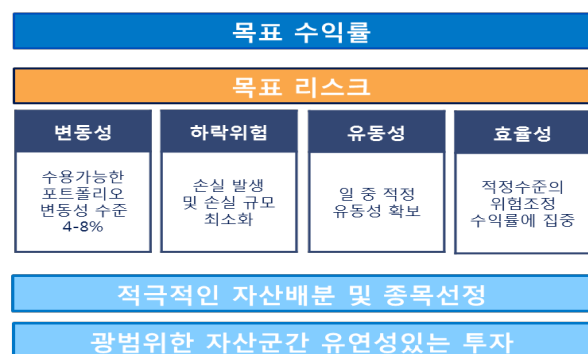 목표 수익률
목표 리스크
변동성
수용가능한
포트폴리오
변동성 수준
4-8%
하락위험
손실 발생
및 손실 규모
최소화
유동성
일 중 적정
유동성 확보
효율성
적정수준의
위험조정
수익률에 집중
적극적인 자산배분 및 종목선정
광범위한 자산군간 유연성있는 투자